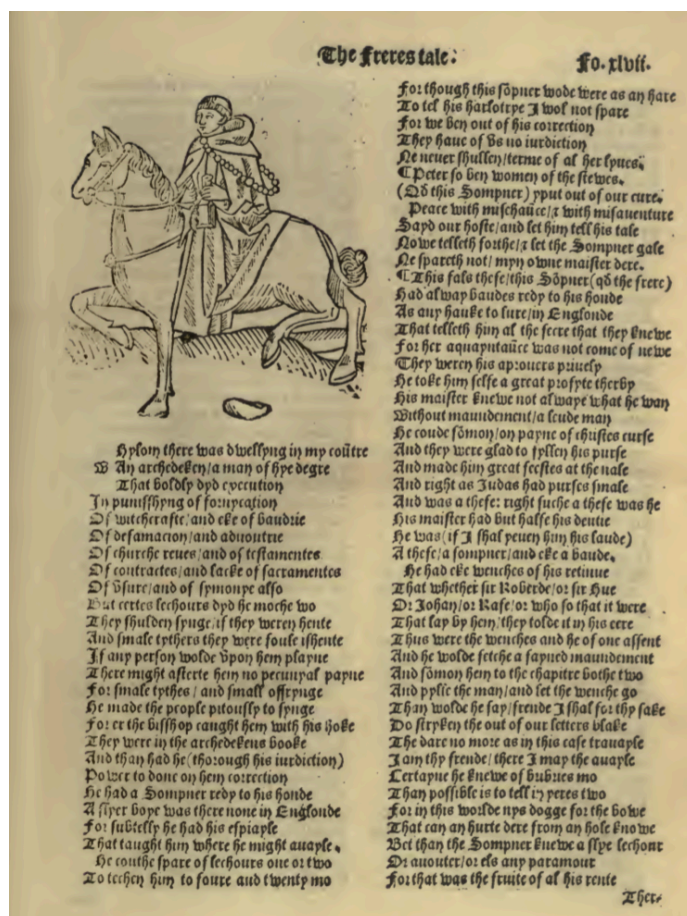 The freres tale.
Fo. xlvii.
Hylom there was dwellyng in my coũtre
W An archedeken/a man of hye degre
That boldly dyd execution
In punisshyng of fornycation
Of witchcrafte/and eke of baudrie
Of defamacion/and aduoutrie
Of churche reues/and of testamentes
Of contractes/and lacke of sacramentes
Of vsure/and of symonye also
But certes lechours dyd he moche wo
They shulden synge/if they weren hente
And smale tythers they were foule ishente
If any person wolde vpon hem playne
There might asterte hem no pecunyal payne
For smale tythes / and small offrynge
He made the people pitously to synge
For er the bisshop caught hem with his hoke
They were in the archedekens booke
And than had he (thorough his iurdiction)
Power to done on hem correction
He had a Sompner redy to his honde
A slyer boye was there none in Englonde
For subtelly he had his espiayle
That taught him where he might auayle.
He couthe spare of lechours one or two
To techen him to foure and twenty mo
For though this sõpner wode were as an hare
To tel his harlotrye I wol not spare
For we ben out of his correction
They haue of vs no iurdiction
Ne neuer shullen/terme of al her lyues.
¶ Peter so ben women of the stewes.
(Qð this Sompner) yput out of our cure.
Peace with mischaũce/& with misauenture
Sayd our hoste/and let him tell his tale
Nowe telleth forthe/& let the Sompner gale
Ne spareth not/ myn owne maister dere.
¶ This fals thefe/this Sõpner (qð the frere)
Had alway baudes redy to his honde
As any hauke to lure/in Englonde
That telleth him al the secre that they knewe
For her aquayntaũce was not come of newe
They weren his aprouers priuely
He toke him selfe a great profyte therby
His maister knewe not alwaye what he wan
Without maundement/a leude man
He coude sõmon/on payne of christes curse
And they were glad to fyllen his purse
And made him great feestes at the nale
And right as Judas had purses smale
And was a thefe: right suche a thefe was he
His maister had but halfe his deutie
He was (if I shal yeuen him his laude)
A thefe/a sompner/and eke a baude.
He had eke wenches of his retinue
That whether sir Roberde/or sir Hue
Or Johan/or Rafe/or who so that it were
That lay by hem/they tolde it in his eere
Thus were the wenches and he of one assent
And he wolde fetche a fayned maundement
And sõmon hem to the chapitre bothe two
And pylle the man/and let the wenche go
Than wolde he say/frende I shal for thy sake
Do stryken the out of our letters blake
The dare no more as in this case trauayle
I am thy frende/ there I may the auayle
Certayne he knewe of bribries mo
Than possible is to tell in yeres two
For in this worlde nys dogge for the bowe
That can an hurte dere from an hole knowe
Bet than the Sompner knewe a slye lechour
Or auouter/or els any paramour
For that was the fruite of al his rente
Ther-